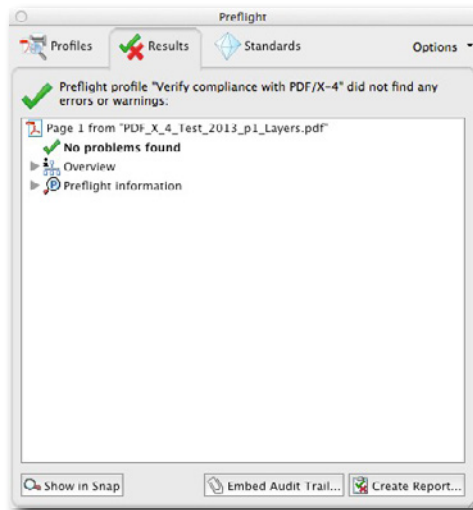 Preflight
Profiles
Results
Standards
Options
Preflight profile "Verify compliance with PDF/X-4" did not find any
errors or warnings:
Page 1 from "PDF_X_4_Test_2013_p1_Layers.pdf"
No problems found
Overview
Preflight information
Show in Snap
Embed Audit Trail...
Create Report...